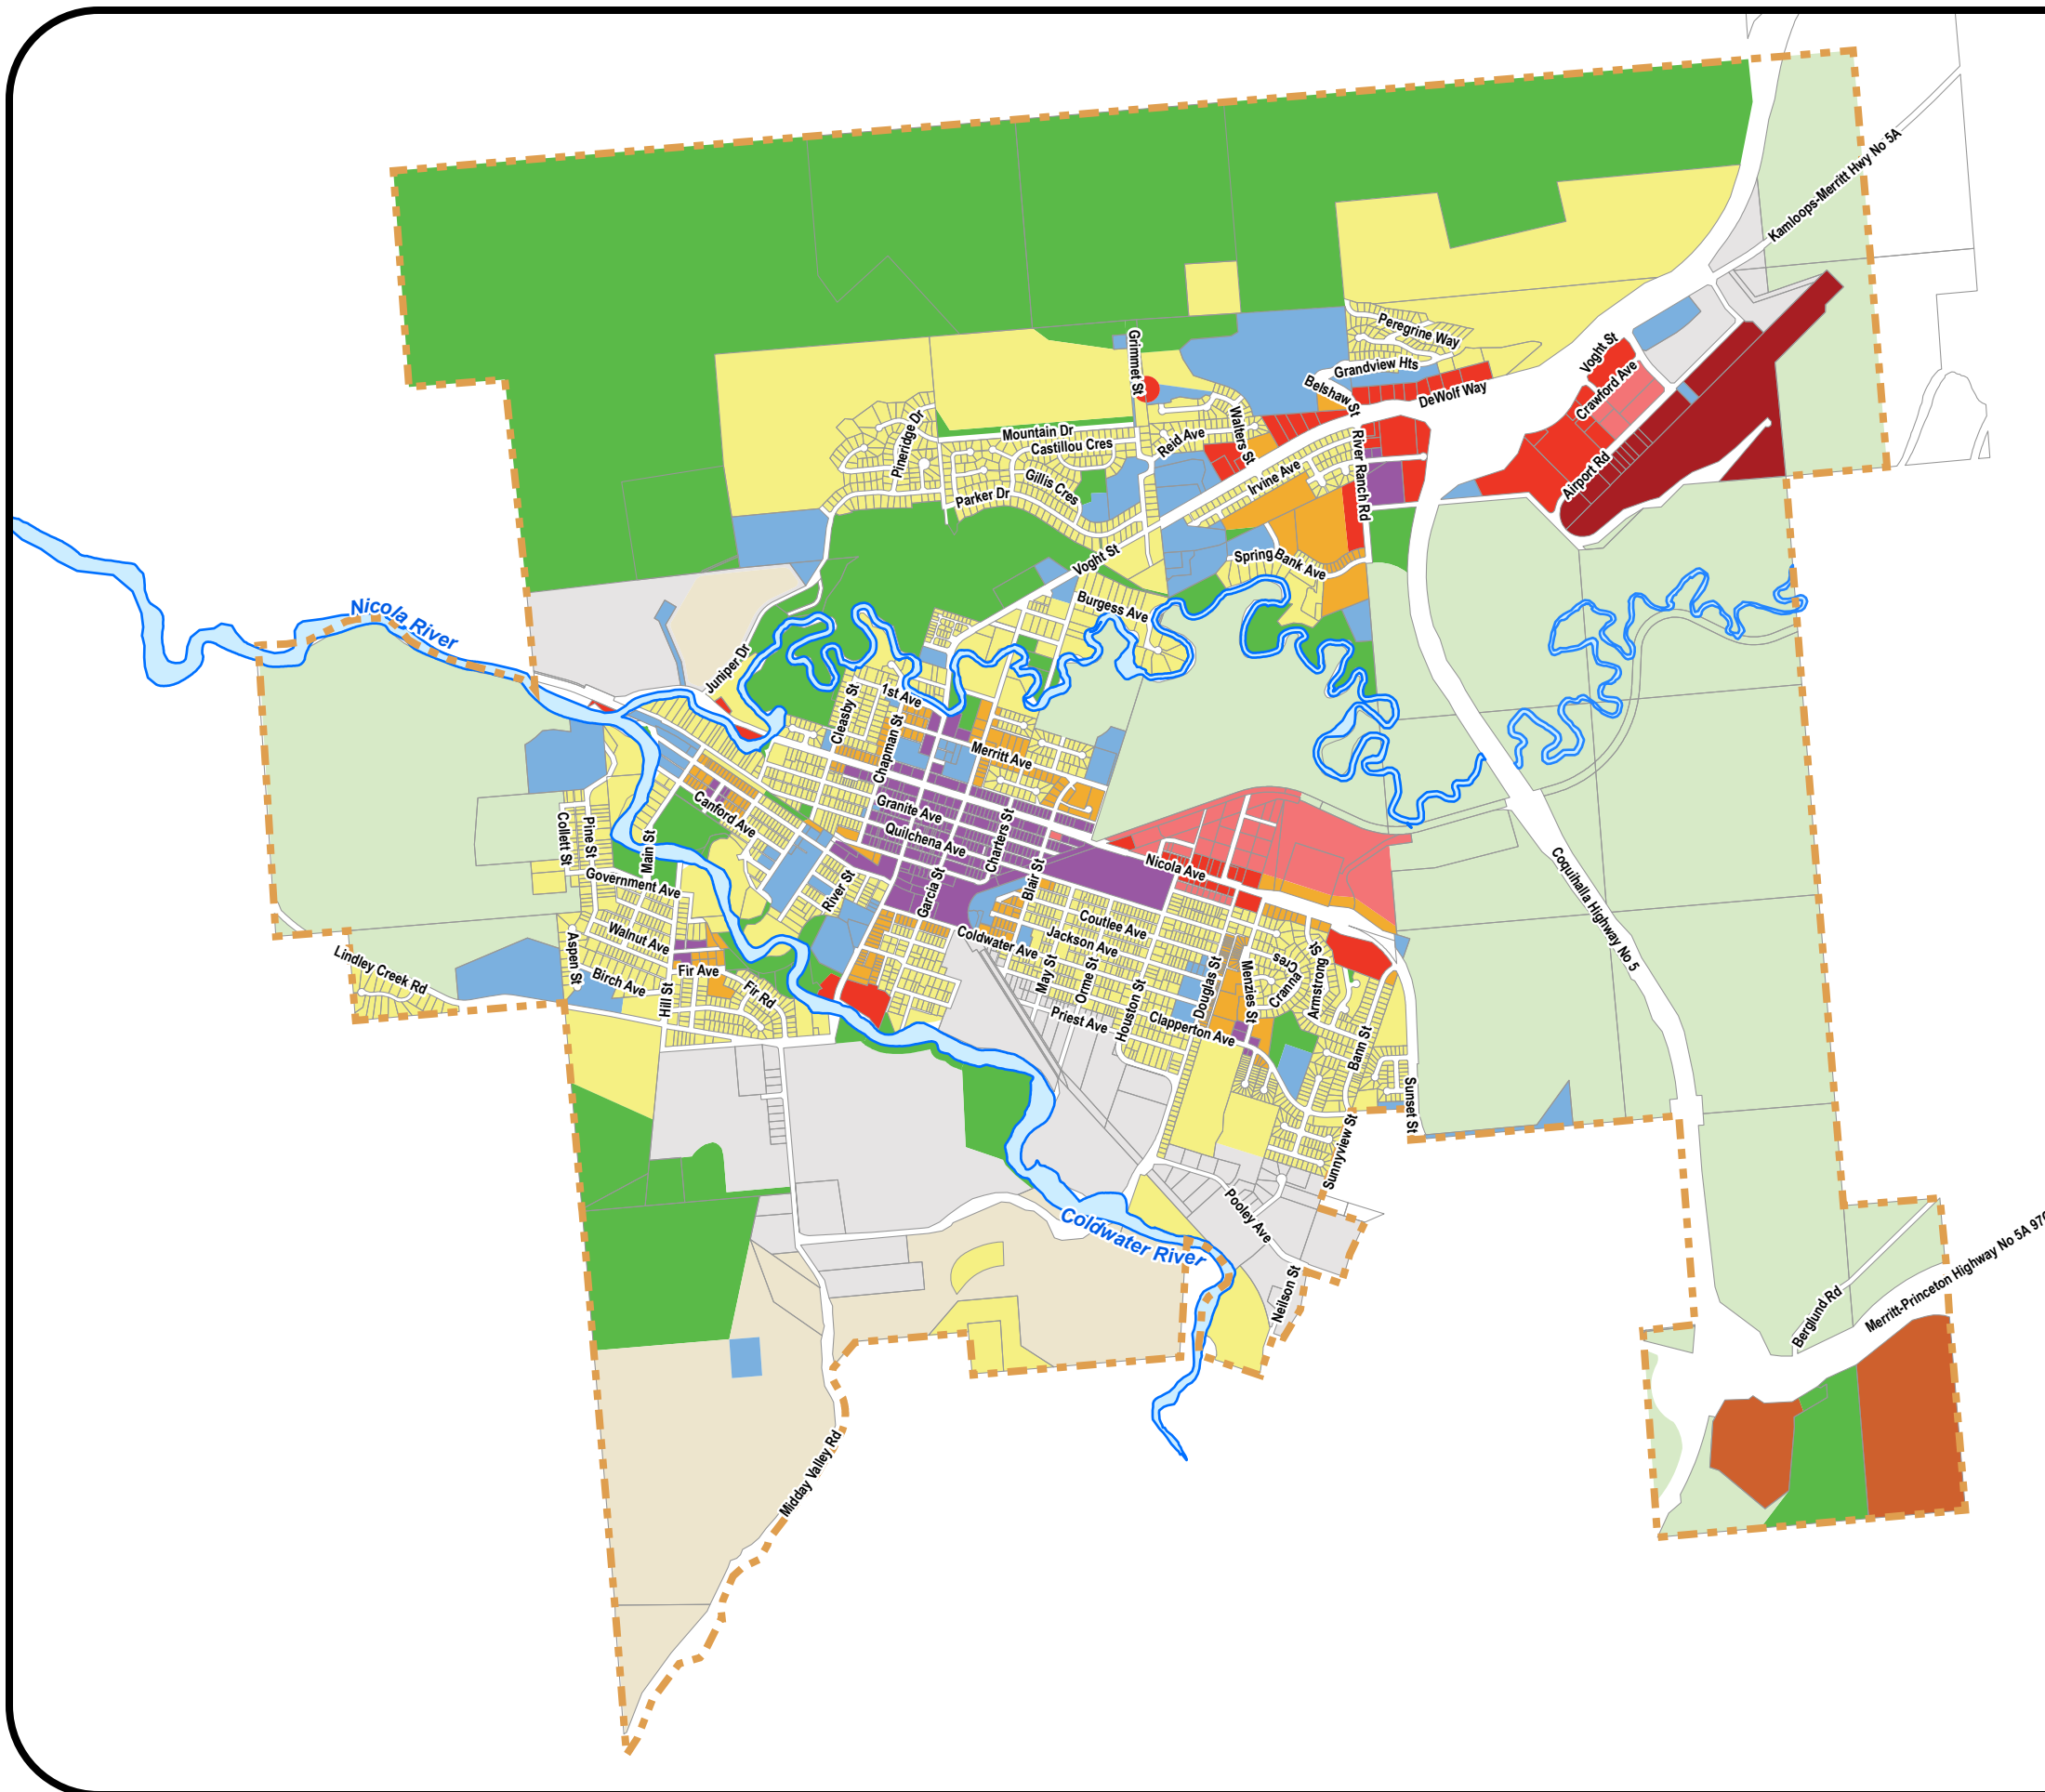 Kamloops-Merritt Hwy No 5A
Peregrine Way
Grimmet St
Voght St
Grandview Hts
Belshaw St
DeWolf Way
Crawford Ave
Pineridge Dr
Mountain Dr
Castillou Cres
Reid Ave
Walters St
River Ranch Rd
Airport Rd
Gillis Cres
Irvine Ave
Parker Dr
Voght St
Spring Bank Ave
Nicola River
Burgess Ave
Juniper Dr
1st Ave
Cleasby St
Chapman St
Merritt Ave
Canford Ave
Granite Ave
Quilchena Ave
Charters St
Collett St
Pine St
Main St
Nicola Ave
Government Ave
River St
Garcia St
Blair St
Coquihalla Highway No 5
Walnut Ave
Coutlee Ave
Jackson Ave
Coldwater Ave
Aspen St
Lindley Creek Rd
Birch Ave
Fir Ave
Fir Rd
Hill St
May St
Orme St
Houston St
Douglas St
Menzies St
Cranna Cres
Armstrong St
Priest Ave
Clapperton Ave
Bann St
Sunset St
Sunnyview St
Pooley Ave
Coldwater River
Neilson St
Berglund Rd
Merritt-Princeton Highway No 5A
Midday Valley Rd